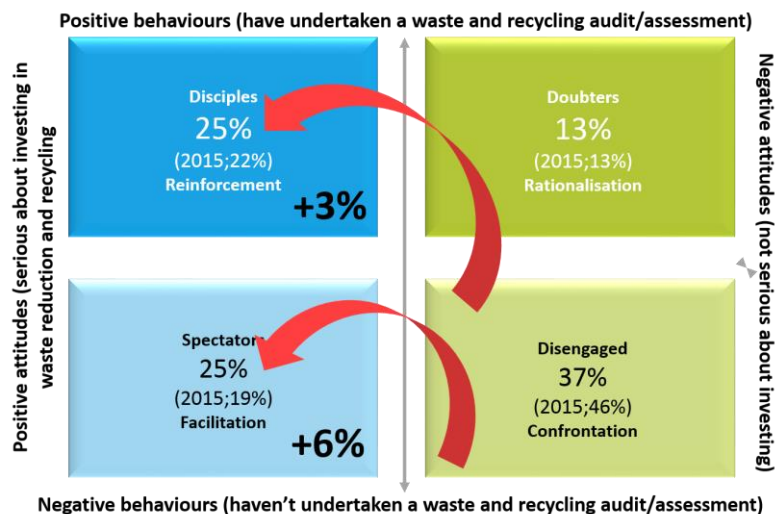 Positive behaviours (have undertaken a waste and recycling audit/assessment)
Positive attitudes (serious about investing in
waste reduction and recycling
Disciples
25%
(2015;22%)
Reinforcement
+3%
Doubters
13%
(2015;13%)
Rationalisation
Negative attitudes (not serious about investing)
Spectators
25%
(2015;19%)
Facilitation
+6%
Disengaged
37%
(2015;46%)
Confrontation
Negative behaviours (haven't undertaken a waste and recycling audit/assessment)